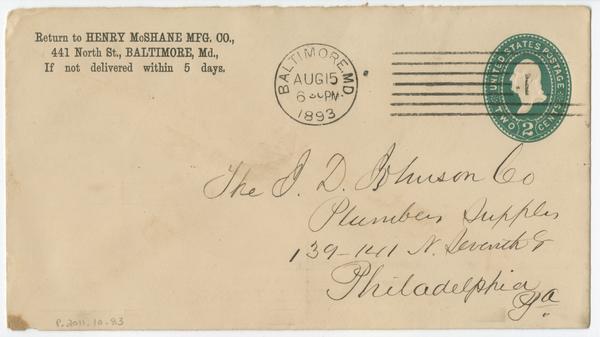 Return to HENRY McSHANE MFG. CO.,
441 North St., BALTIMORE, Md.,
If not delivered within 5 days.
BALTIMORE, MD.
AUG 15
6 30 PM
1893
UNITED STATES POSTAGE
TWO 2 CENTS
The J. D. Johnson Co
Plumbers Supplies
139-141 N. Seventh St
Philadelphia
Pa
P.2011.10.83